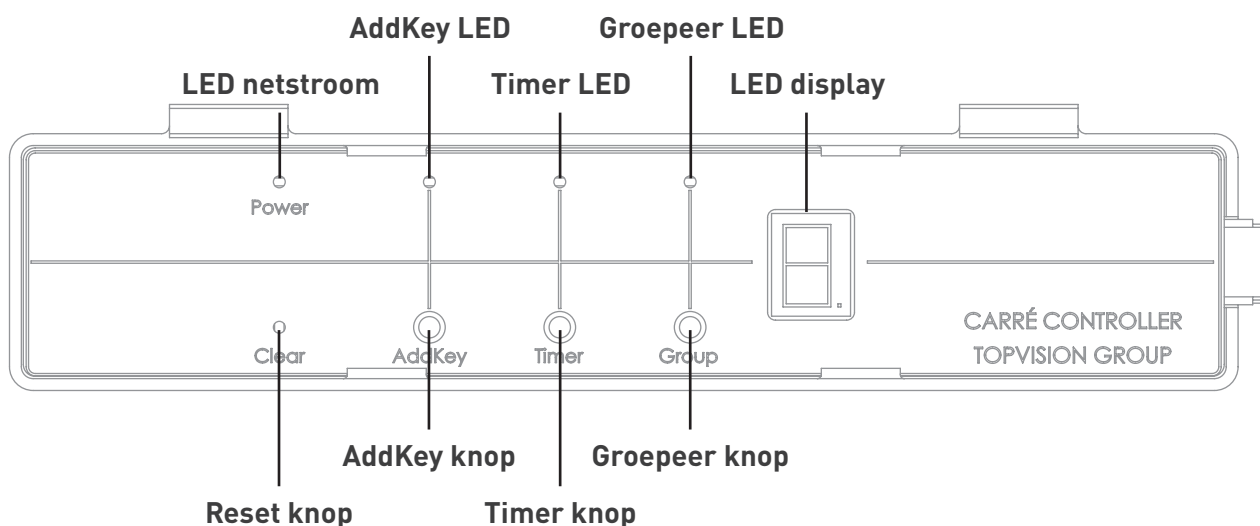 AddKey LED
Groepeer LED
LED netstroom
Timer LED
LED display
Power
CARRÉ CONTROLLER
Clear
AddKey
Timer
Group
TOPVISION GROUP
AddKey knop
Groepeer knop
Reset knop
Timer knop